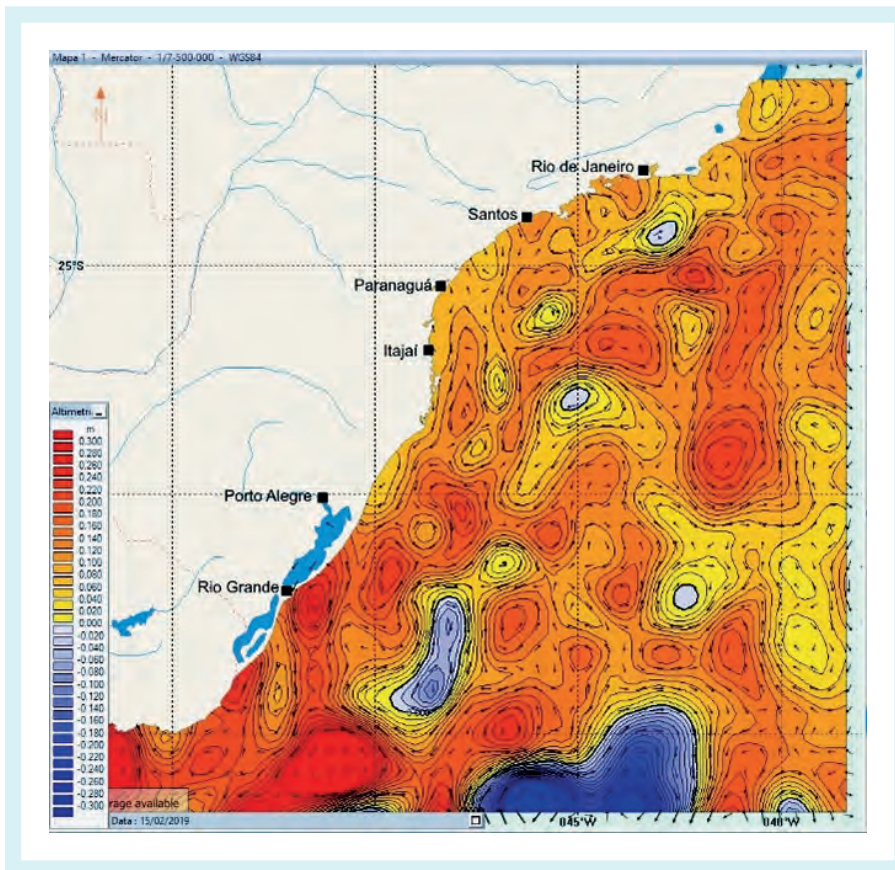 Mapa 1 - Mercator - 1/7-500-000 - WGS84
N
Rio de Janeiro
Santos
25°S
Paranaguá
Itajaí
Altimetri
m
0.300
0.280
0.260
0.240
0.220
0.200
0.180
0.160
0.140
0.120
0.100
0.080
0.060
0.040
0.020
0.000
-0.020
-0.040
-0.060
-0.080
-0.100
-0.120
-0.140
-0.160
-0.180
-0.200
-0.220
-0.240
-0.260
-0.280
-0.300
Porto Alegre
Rio Grande
rage available
Data : 15/02/2019
045°W
040°W